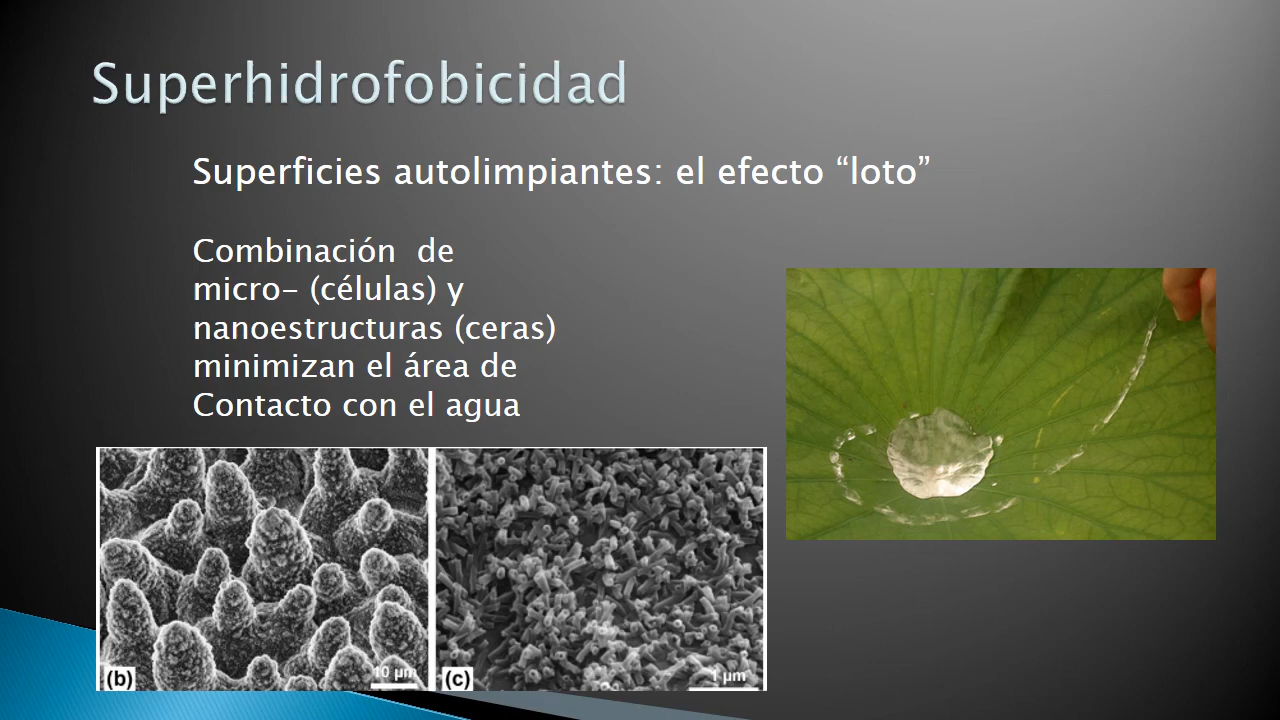 Superhidrofobicidad
Superficies autolimpiantes: el efecto “loto”
Combinación  de
micro- (células) y
nanoestructuras (ceras)
minimizan el área de
Contacto con el agua
(b)
10 µm
(c)
1 µm